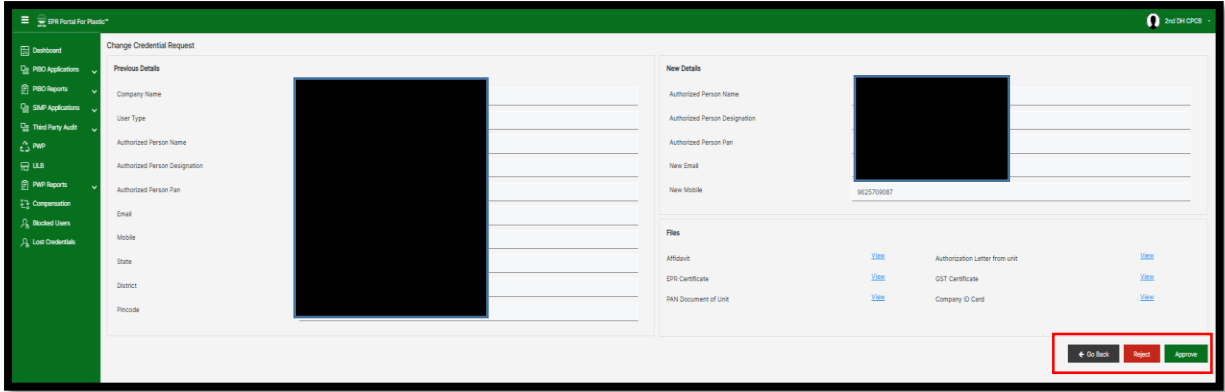 EPR Portal For Plastic™
2nd DH CPCB
Dashboard
PIBO Applications
PIBO Reports
SIMP Applications
Third Party Audit
PWP
ULB
PWP Reports
Compensation
Blocked Users
Lost Credentials
Change Credential Request
Previous Details
Company Name
User Type
Authorized Person Name
Authorized Person Designation
Authorized Person Pan
Email
Mobile
State
District
Pincode
New Details
Authorized Person Name
Authorized Person Designation
Authorized Person Pan
New Email
New Mobile 9625709087
Files
Affidavit View Authorization Letter from unit View
EPR Certificate View GST Certificate View
PAN Document of Unit View Company ID Card View
Go Back Reject Approve